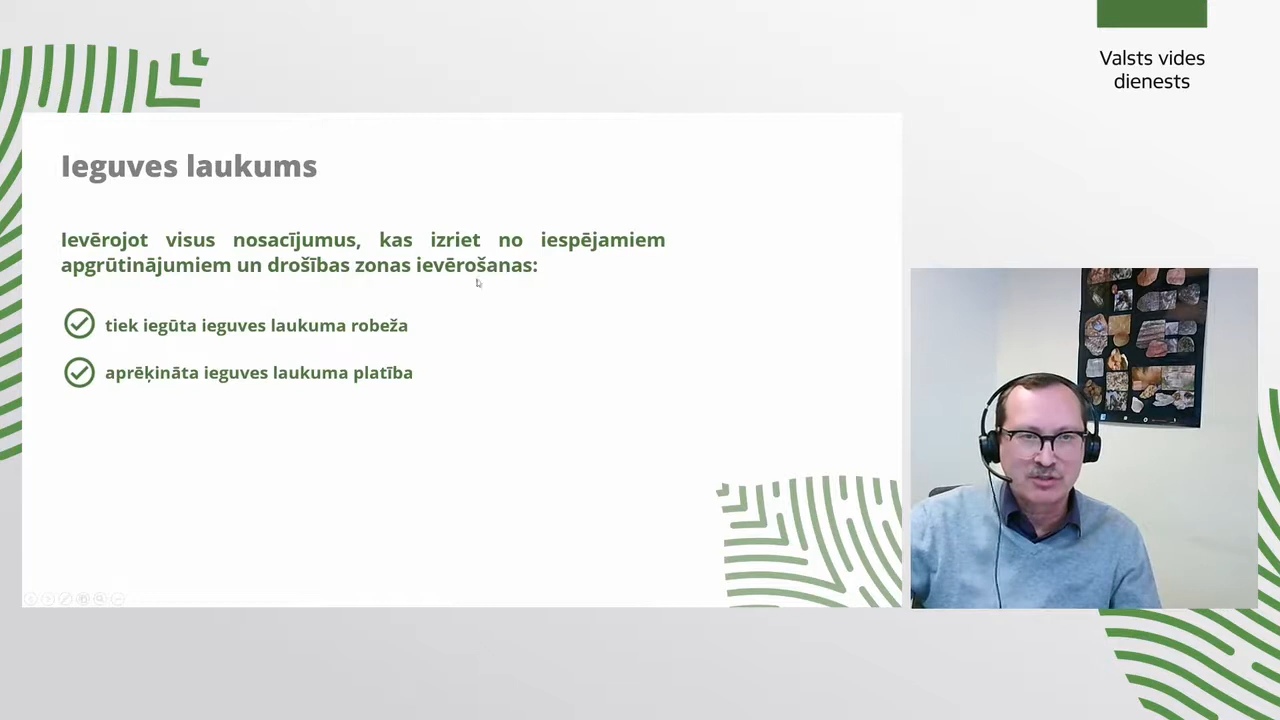 Valsts vides
dienests
Ieguves laukums
Ievērojot visus nosacījumus, kas izriet no iespējamiem
apgrūtinājumiem un drošības zonas ievērošanas:
tiek iegūta ieguves laukuma robeža
aprēķināta ieguves laukuma platība